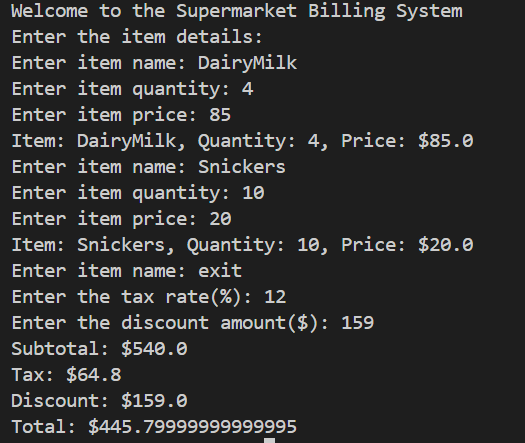 Welcome to the Supermarket Billing System
Enter the item details:
Enter item name: DairyMilk
Enter item quantity: 4
Enter item price: 85
Item: DairyMilk, Quantity: 4, Price: $85.0
Enter item name: Snickers
Enter item quantity: 10
Enter item price: 20
Item: Snickers, Quantity: 10, Price: $20.0
Enter item name: exit
Enter the tax rate(%): 12
Enter the discount amount($): 159
Subtotal: $540.0
Tax: $64.8
Discount: $159.0
Total: $445.79999999999995